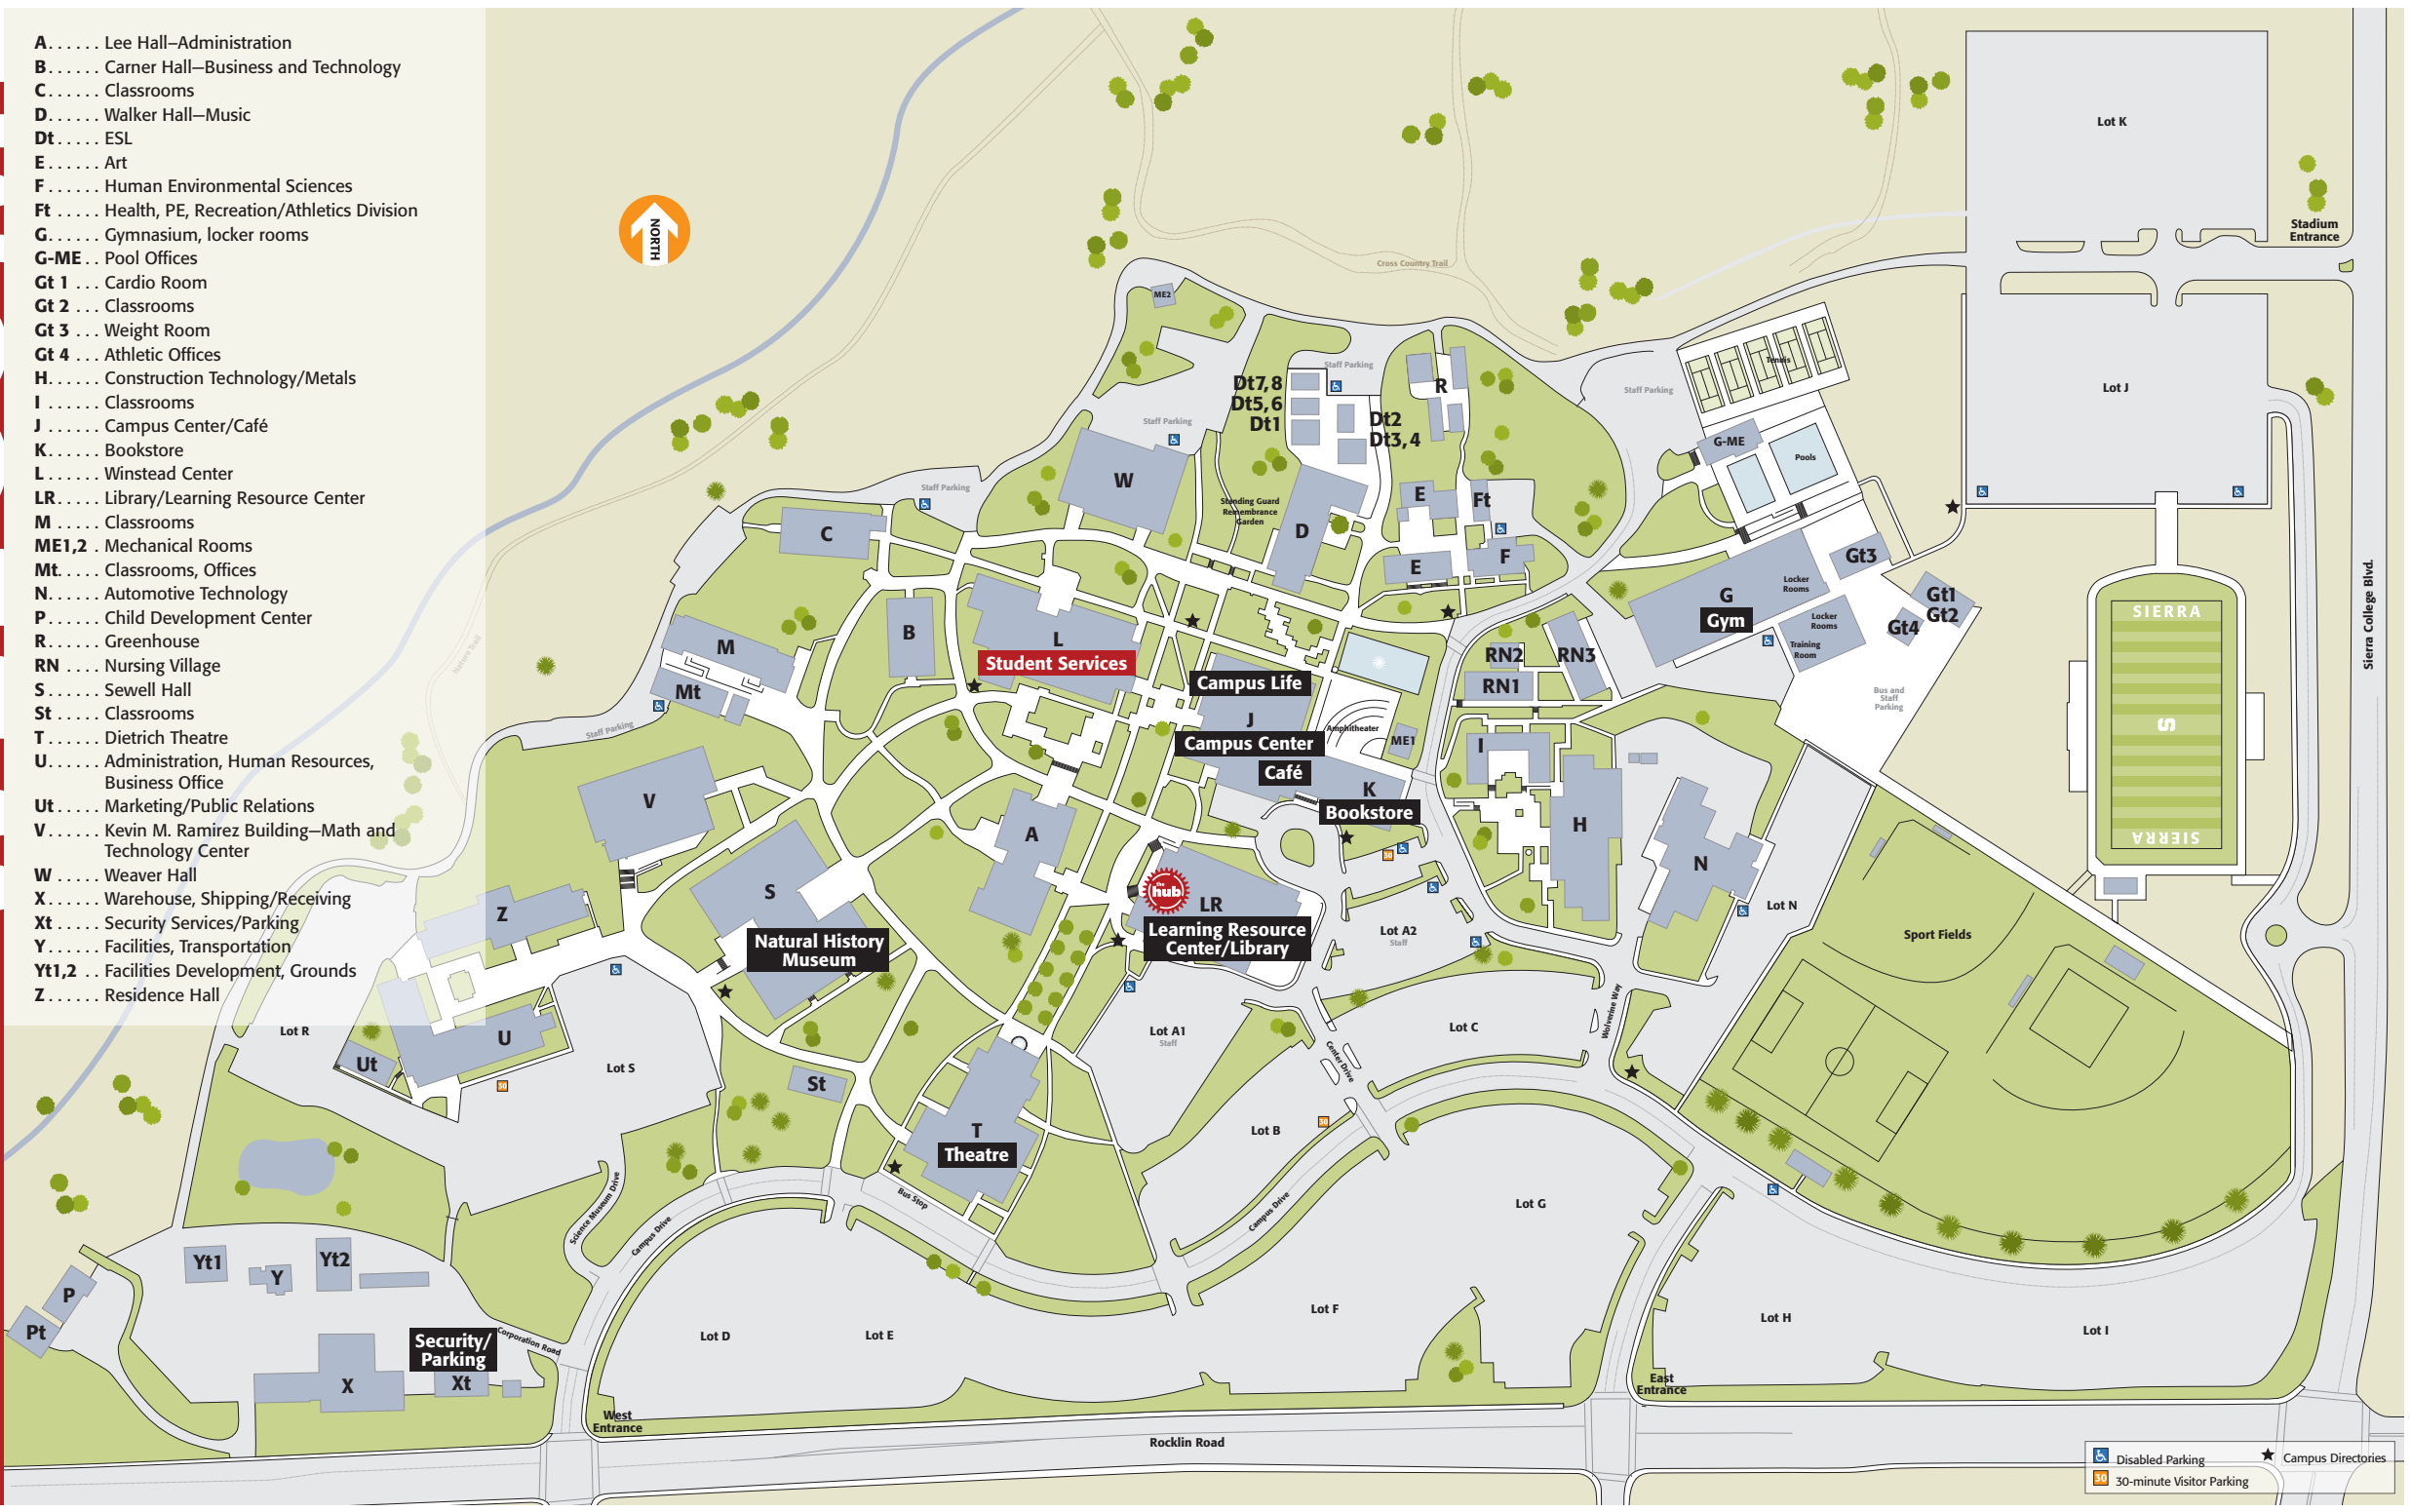 A. . . . . . Lee Hall–Administration
B. . . . . . Carner Hall—Business and Technology
C. . . . . . Classrooms
D. . . . . . Walker Hall—Music
Dt . . . . . ESL
E . . . . . . Art
F . . . . . . Human Environmental Sciences
Ft . . . . . Health, PE, Recreation/Athletics Division
G. . . . . . Gymnasium, locker rooms
G-ME . . Pool Offices
Gt 1 . . . Cardio Room
Gt 2 . . . Classrooms
Gt 3 . . . Weight Room
Gt 4 . . . Athletic Offices
H. . . . . . Construction Technology/Metals
I . . . . . . Classrooms
J . . . . . . Campus Center/Café
K. . . . . . Bookstore
L . . . . . . Winstead Center
LR. . . . . Library/Learning Resource Center
M . . . . . Classrooms
ME1,2 . Mechanical Rooms
Mt. . . . . Classrooms, Offices
N. . . . . . Automotive Technology
P . . . . . . Child Development Center
R . . . . . . Greenhouse
RN . . . . Nursing Village
S . . . . . . Sewell Hall
St . . . . . Classrooms
T . . . . . . Dietrich Theatre
U. . . . . . Administration, Human Resources,
Business Office
Ut . . . . . Marketing/Public Relations
V . . . . . . Kevin M. Ramirez Building—Math and
Technology Center
W . . . . . Weaver Hall
X. . . . . . Warehouse, Shipping/Receiving
Xt . . . . . Security Services/Parking
Y . . . . . . Facilities, Transportation
Yt1,2 . . Facilities Development, Grounds
Z . . . . . . Residence Hall
NORTH
Lot K
Stadium
Entrance
Cross Country Trail
ME2
Staff Parking
Tennis
Lot J
Dt7,8
Dt5,6
Dt1
Dt2
Dt3,4
R
Staff Parking
Staff Parking
G-ME
Pools
W
Staff Parking
Standing Guard
Remembrance
Garden
C
D
E
Ft
E
F
Gt3
Gt1
Gt2
Gt4
G
Gym
Locker
Rooms
Locker
Rooms
Training
Room
SIERRA
S
SIERRA
Sierra College Blvd.
Bus and
Staff
Parking
B
L
Student Services
M
Mt
Nature Trail
Staff Parking
RN2
RN3
RN1
Campus Life
J
Campus Center
Café
Amphitheater
ME1
I
K
Bookstore
V
A
H
N
Lot N
S
Natural History
Museum
the
hub
LR
Learning Resource
Center/Library
Lot A2
Staff
Sport Fields
Z
Lot R
U
Ut
30
Lot S
St
Lot A1
Staff
Lot C
Wolverine Way
Center Drive
30
30
Lot B
T
Theatre
Bus Stop
Campus Drive
Lot G
Science Museum Drive
Campus Drive
Yt1
Y
Yt2
P
Pt
Security/
Parking
Corporation Road
X
Xt
Lot D
Lot E
Lot F
Lot H
Lot I
West
Entrance
East
Entrance
Rocklin Road
Disabled Parking
Campus Directories
30
30-minute Visitor Parking